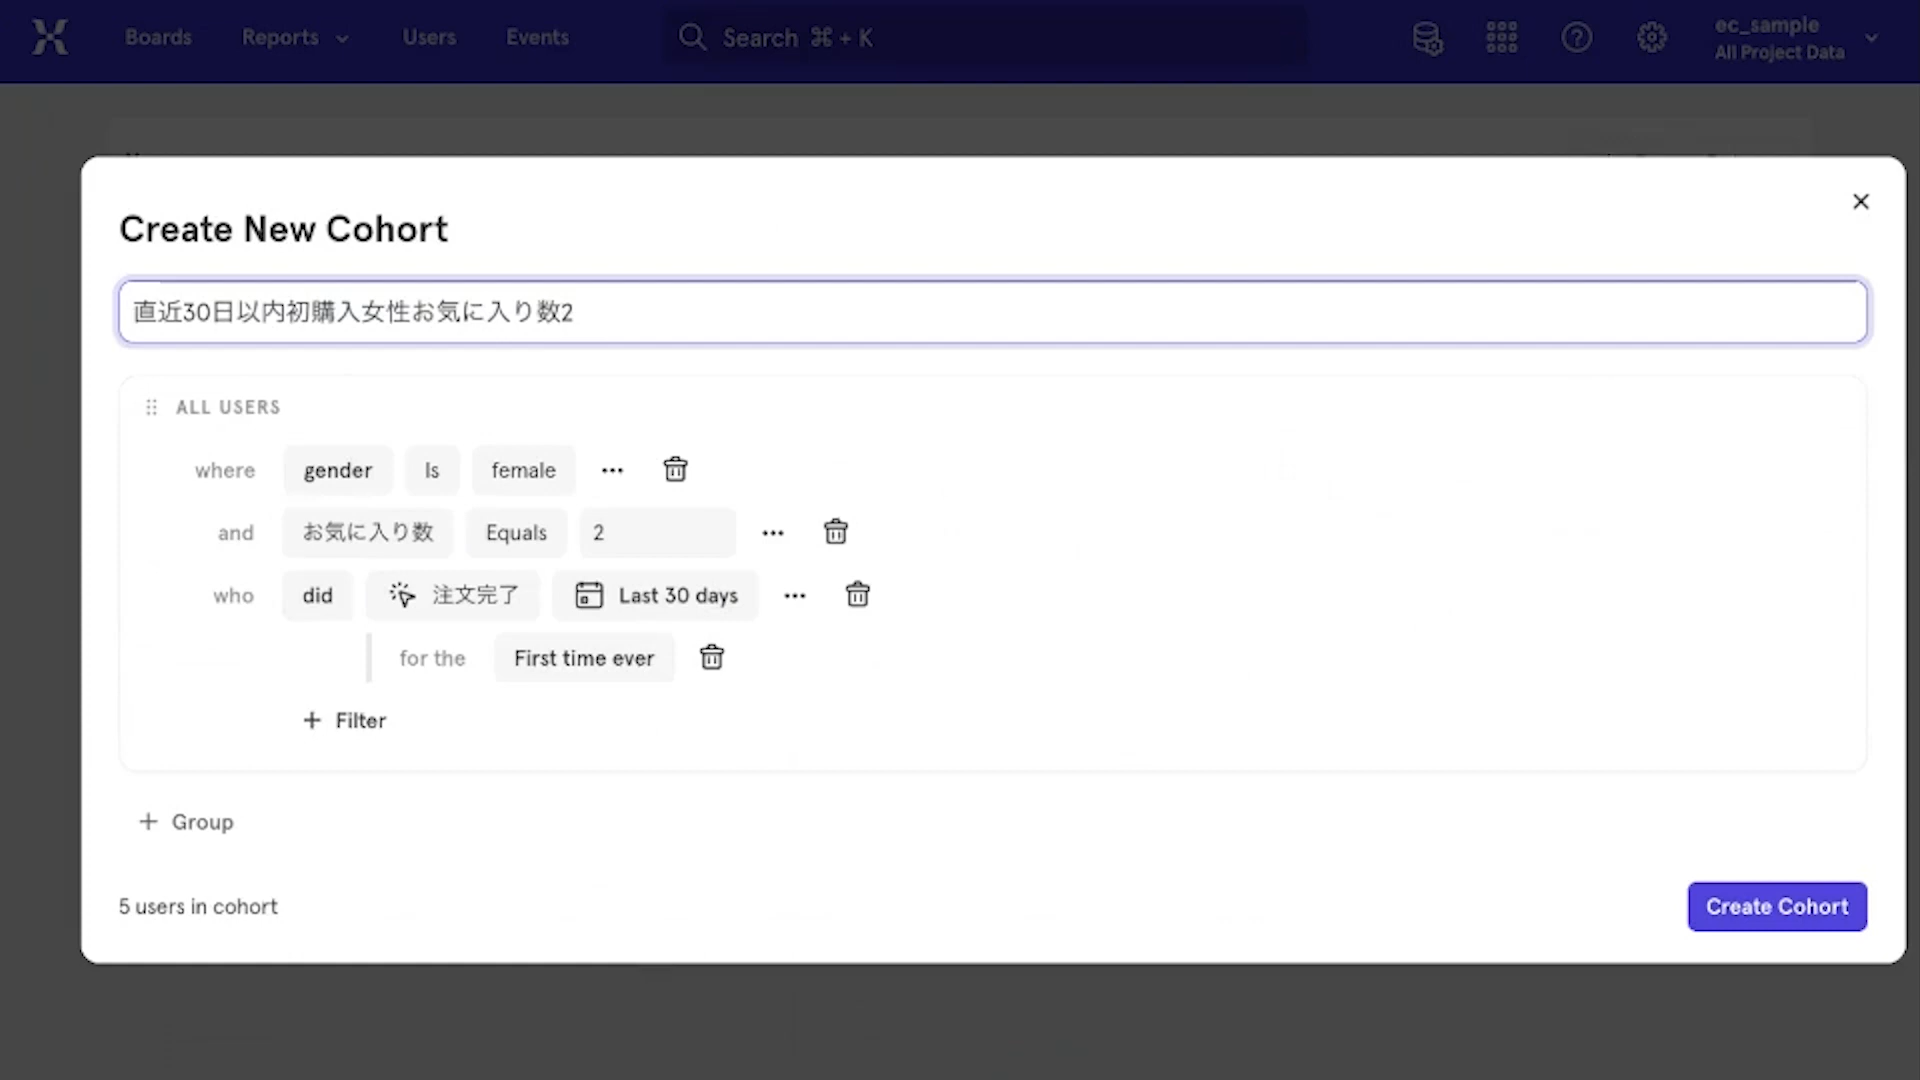 Boards Reports Users Events Search ⌘ + K ec_sample
All Project Data
Create New Cohort
直近30日以内初購入女性お気に入り数2
ALL USERS
where gender Is female
and お気に入り数 Equals 2
who did 注文完了 Last 30 days
for the First time ever
+ Filter
+ Group
5 users in cohort Create Cohort